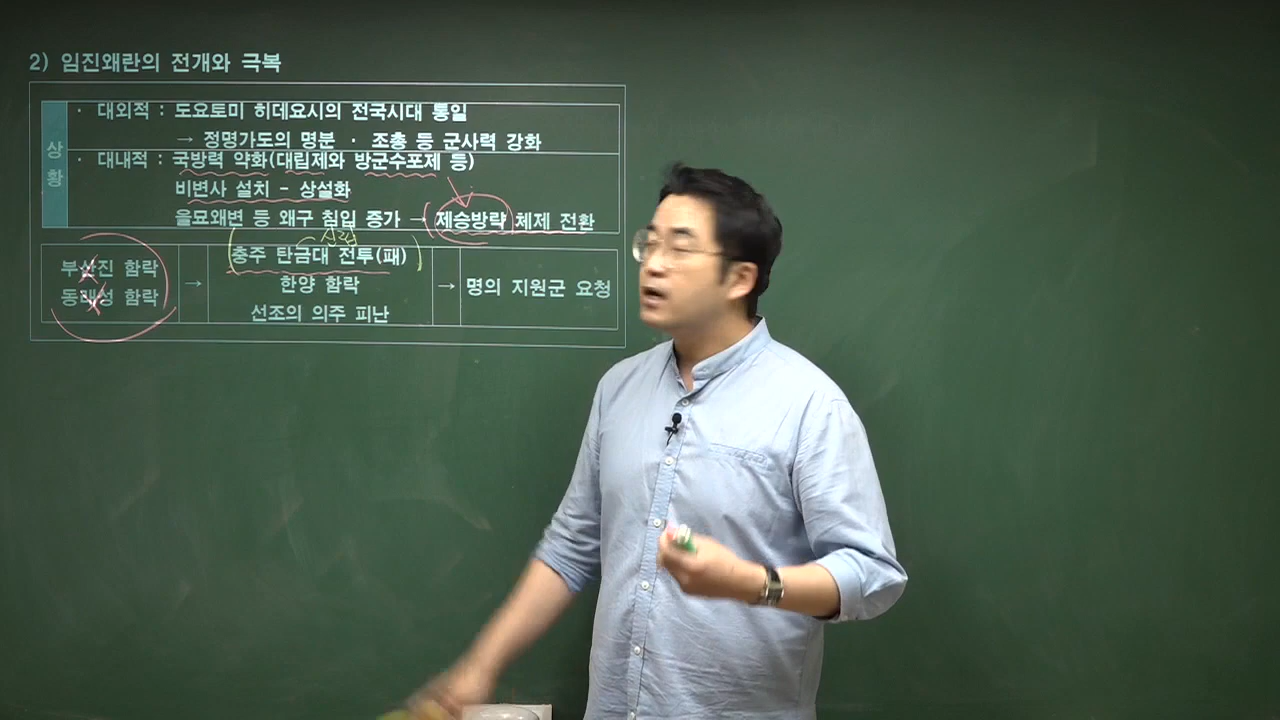 2) 임진왜란의 전개와 극복
상황
· 대외적 : 도요토미 히데요시의 전국시대 통일
→ 정명가도의 명분 · 조총 등 군사력 강화
· 대내적 : 국방력 약화(대립제와 방군수포제 등)
비변사 설치 - 상설화
을묘왜변 등 왜구 침입 증가 → 제승방략 체제 전환
부산진 함락
동래성 함락
→
신립
충주 탄금대 전투(패)
한양 함락
선조의 의주 피난
→
명의 지원군 요청